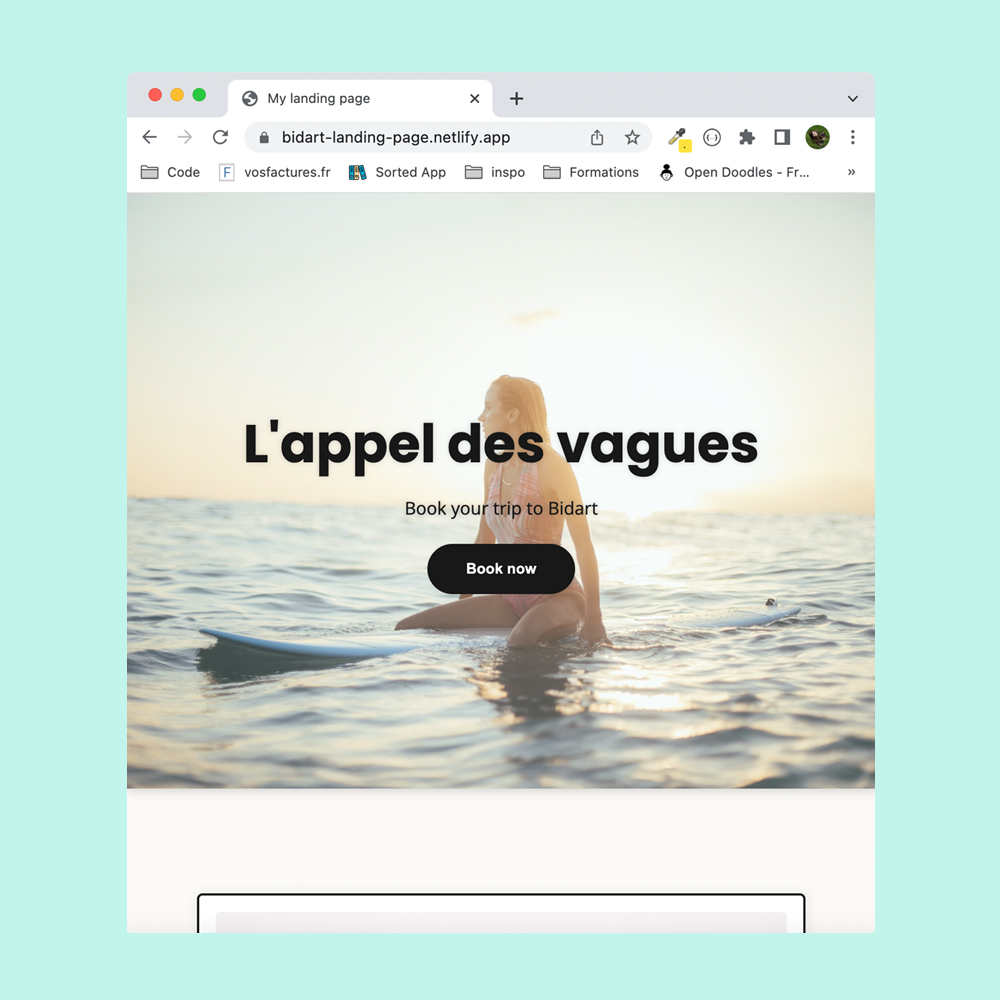 My landing page
bidart-landing-page.netlify.app
Code F vosfactures.fr Sorted App inspo Formations Open Doodles - Fr... »
L'appel des vagues
Book your trip to Bidart
Book now